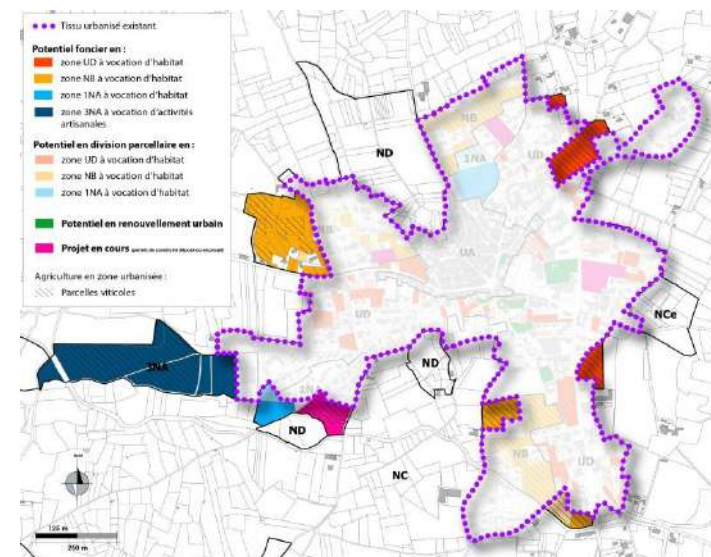 Tissu urbanisé existant
Potentiel foncier en :
zone UD à vocation d'habitat
zone NB à vocation d'habitat
zone 1NA à vocation d'habitat
zone 3NA à vocation d'activités
artisanales
Potentiel en division parcellaire en :
zone UD à vocation d'habitat
zone NB à vocation d'habitat
zone 1NA à vocation d'habitat
Potentiel en renouvellement urbain
Projet en cours
Agriculture en zone urbanisée :
Parcelles viticoles
NB
1NA
UD
ND
UA
UD
NCe
ND
3NA
1NA
ND
NC
NB
UD
125 m
250 m